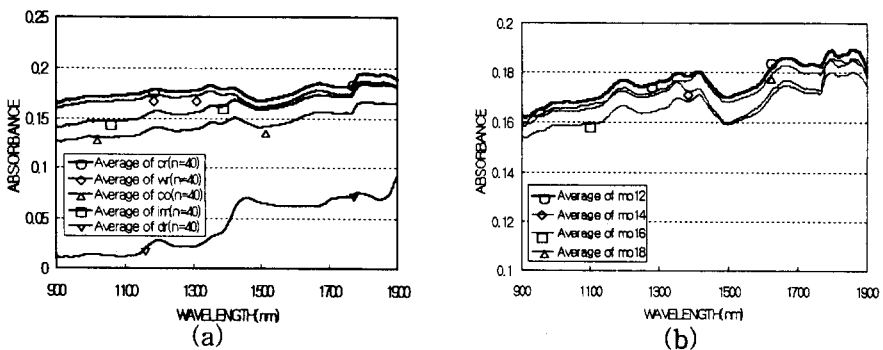 0.25
0.2
0.15
0.1
0.05
0
ABSORBANCE
Average of cr(n=40)
Average of wr(n=40)
Average of co(n=40)
Average of irr(n=40)
Average of dr(n=40)
900 1100 1300 1500 1700 1900
WAVELENGTH(nm)
(a)
0.2
0.18
0.16
0.14
0.12
0.1
ABSORBANCE
Average of mo12
Average of mo14
Average of mo16
Average of mo18
900 1100 1300 1500 1700 1900
WAVELENGTH(nm)
(b)